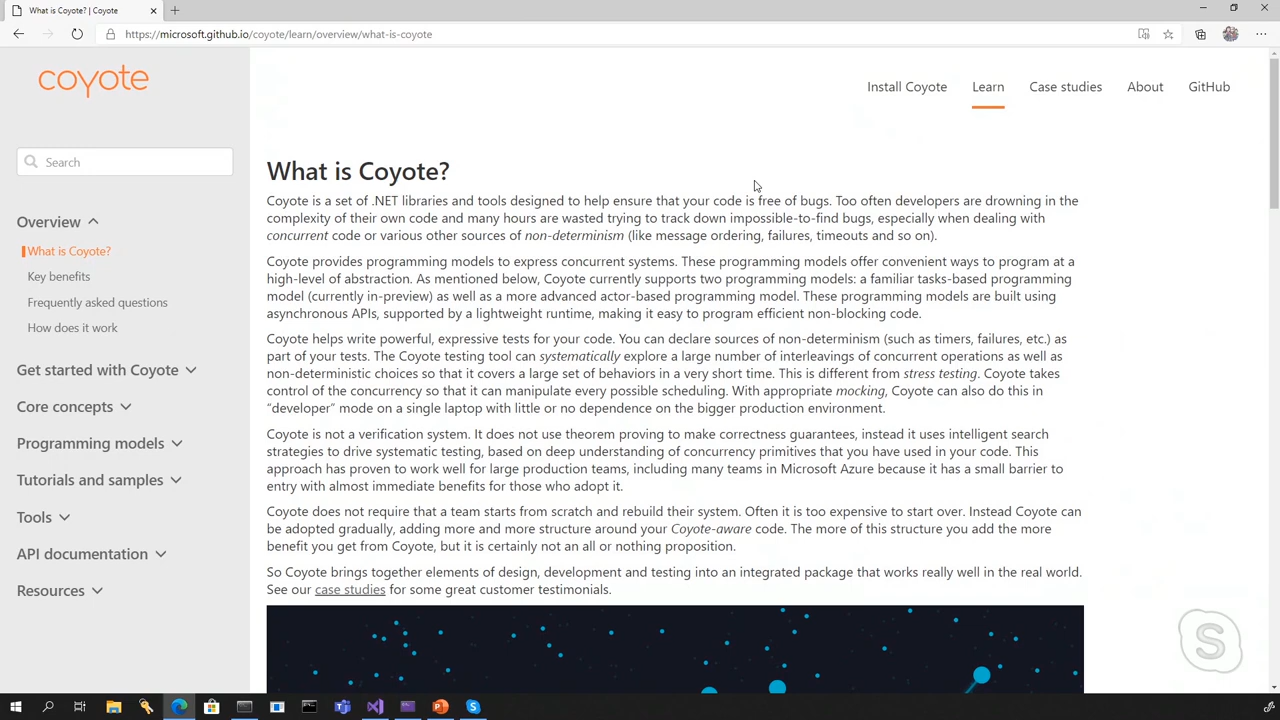 What is Coyote? | Coyote
https://microsoft.github.io/coyote/learn/overview/what-is-coyote
coyote
Install Coyote
Learn
Case studies
About
GitHub
Search
Overview
What is Coyote?
Key benefits
Frequently asked questions
How does it work
Get started with Coyote
Core concepts
Programming models
Tutorials and samples
Tools
API documentation
Resources
What is Coyote?
Coyote is a set of .NET libraries and tools designed to help ensure that your code is free of bugs. Too often developers are drowning in the
complexity of their own code and many hours are wasted trying to track down impossible-to-find bugs, especially when dealing with
concurrent code or various other sources of non-determinism (like message ordering, failures, timeouts and so on).
Coyote provides programming models to express concurrent systems. These programming models offer convenient ways to program at a
high-level of abstraction. As mentioned below, Coyote currently supports two programming models: a familiar tasks-based programming
model (currently in-preview) as well as a more advanced actor-based programming model. These programming models are built using
asynchronous APIs, supported by a lightweight runtime, making it easy to program efficient non-blocking code.
Coyote helps write powerful, expressive tests for your code. You can declare sources of non-determinism (such as timers, failures, etc.) as
part of your tests. The Coyote testing tool can systematically explore a large number of interleavings of concurrent operations as well as
non-deterministic choices so that it covers a large set of behaviors in a very short time. This is different from stress testing. Coyote takes
control of the concurrency so that it can manipulate every possible scheduling. With appropriate mocking, Coyote can also do this in
“developer” mode on a single laptop with little or no dependence on the bigger production environment.
Coyote is not a verification system. It does not use theorem proving to make correctness guarantees, instead it uses intelligent search
strategies to drive systematic testing, based on deep understanding of concurrency primitives that you have used in your code. This
approach has proven to work well for large production teams, including many teams in Microsoft Azure because it has a small barrier to
entry with almost immediate benefits for those who adopt it.
Coyote does not require that a team starts from scratch and rebuild their system. Often it is too expensive to start over. Instead Coyote can
be adopted gradually, adding more and more structure around your Coyote-aware code. The more of this structure you add the more
benefit you get from Coyote, but it is certainly not an all or nothing proposition.
So Coyote brings together elements of design, development and testing into an integrated package that works really well in the real world.
See our case studies for some great customer testimonials.